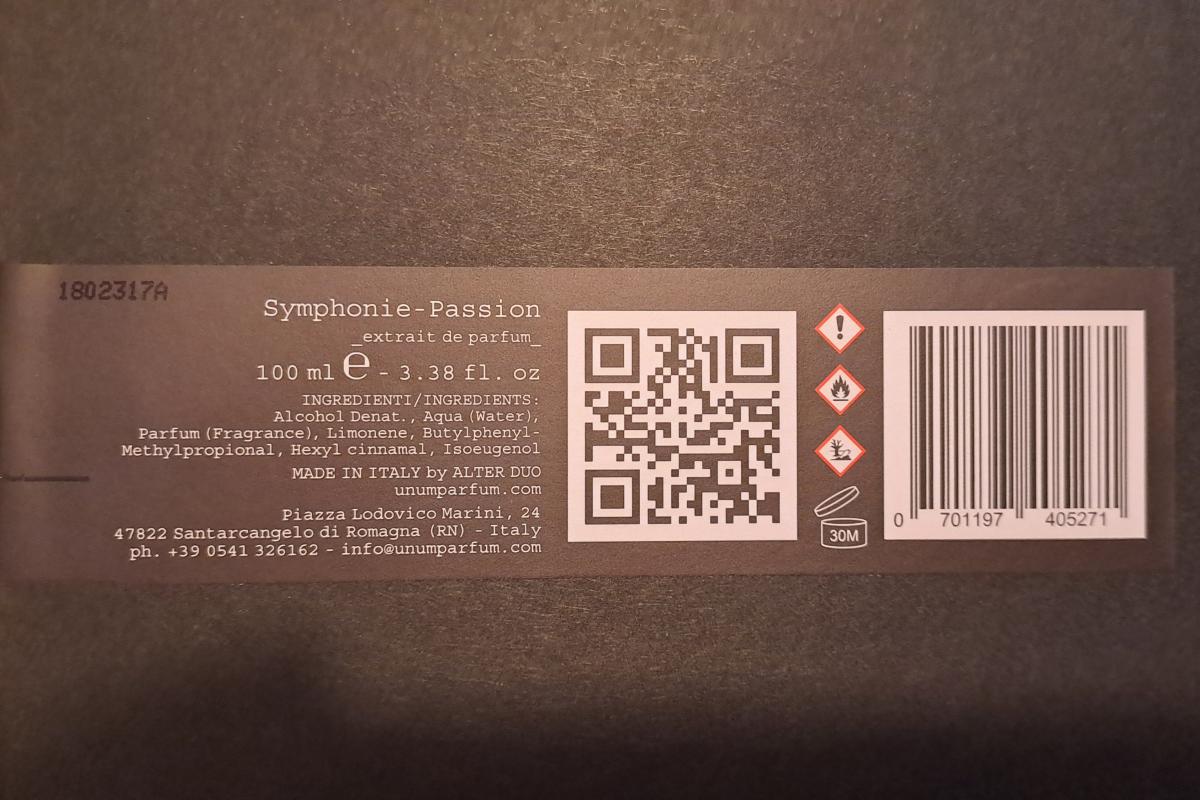 1802317A
Symphonie-Passion
_extrait de parfum_
100 ml e - 3.38 fl. oz
INGREDIENTI/INGREDIENTS:
Alcohol Denat., Aqua (Water),
Parfum (Fragrance), Limonene, Butylphenyl-
Methylpropional, Hexyl cinnamal, Isoeugenol
MADE IN ITALY by ALTER DUO
unumparfum.com
Piazza Lodovico Marini, 24
47822 Santarcangelo di Romagna (RN) - Italy
ph. +39 0541 326162 - info@unumparfum.com
30M
0 701197 405271